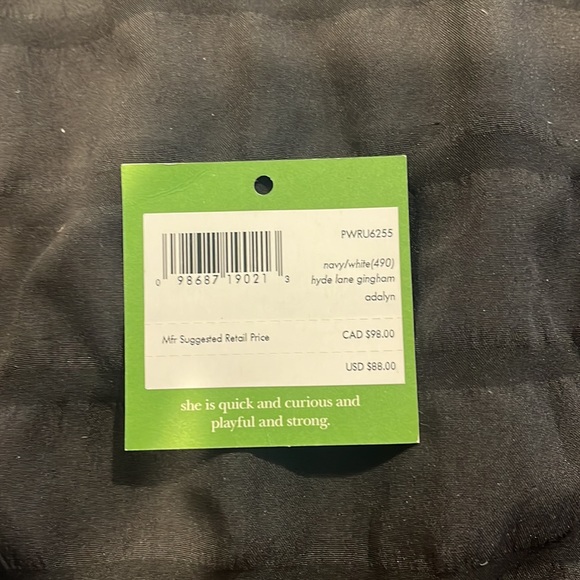 PWRU6255
navy/white(490)
hyde lane gingham
adalyn
0 98687 19021 3
Mfr Suggested Retail Price CAD $98.00
USD $88.00
she is quick and curious and
playful and strong.